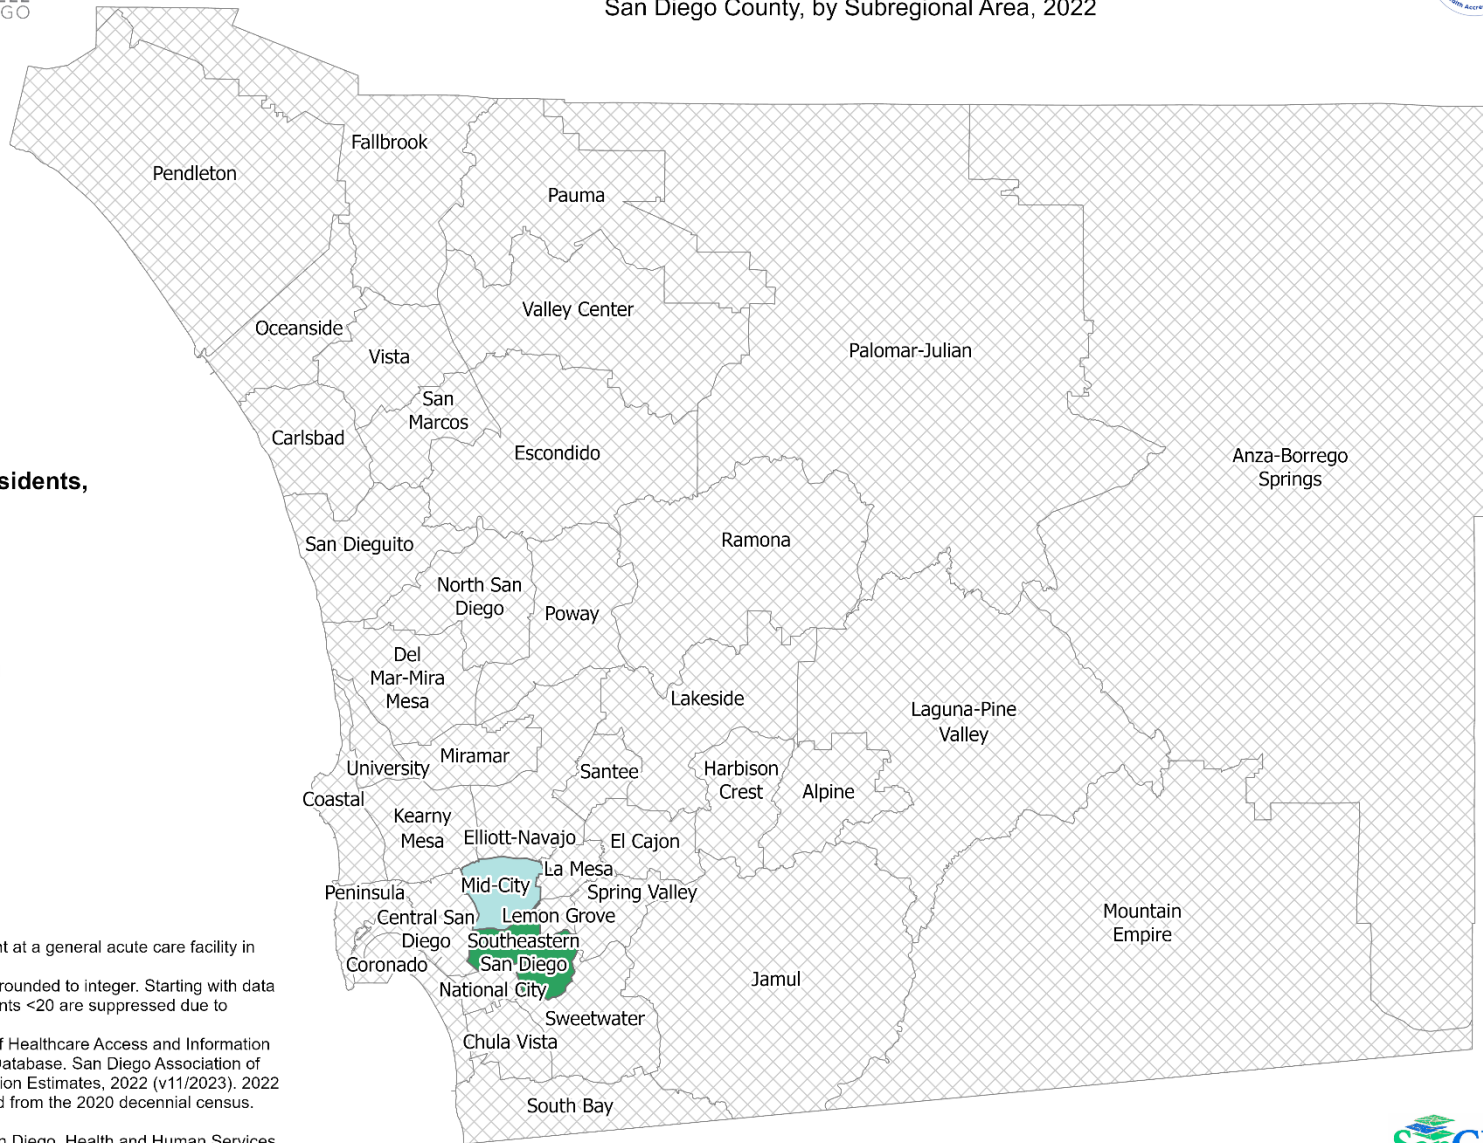 GO
San Diego County, by Subregional Area, 2022
Fallbrook
Pendleton
Pauma
Valley Center
Oceanside
Vista
Palomar-Julian
San
Marcos
Carlsbad
Escondido
Anza-Borrego
Springs
sidents,
San Dieguito
Ramona
North San
Diego
Poway
Del
Mar-Mira
Mesa
Lakeside
Laguna-Pine
Valley
Miramar
University
Santee
Harbison
Crest
Alpine
Coastal
Kearny
Mesa
Elliott-Navajo
El Cajon
La Mesa
Mid-City
Peninsula
Spring Valley
Central San
Diego
Lemon Grove
Mountain
Empire
Southeastern
San Diego
Coronado
Jamul
National City
Sweetwater
Chula Vista
South Bay
nt at a general acute care facility in
rounded to integer. Starting with data
nts <20 are suppressed due to
f Healthcare Access and Information
Database. San Diego Association of
ion Estimates, 2022 (v11/2023). 2022
d from the 2020 decennial census.
n Diego, Health and Human Services